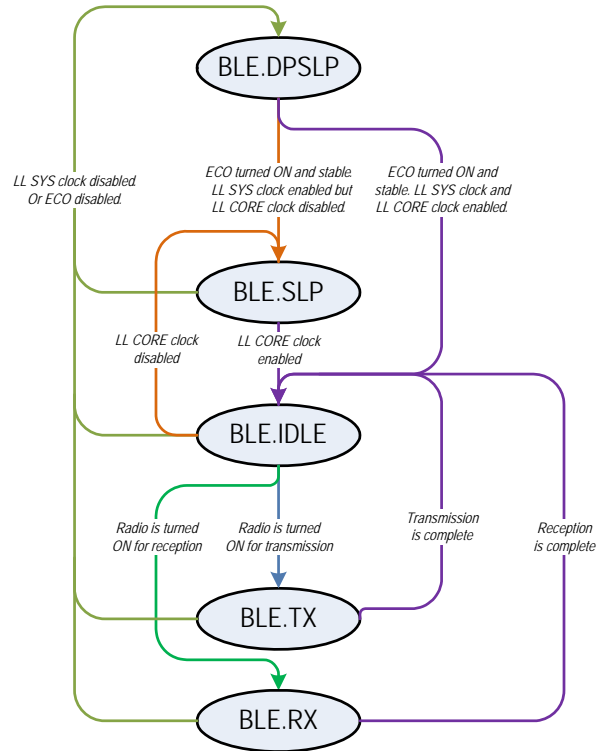 BLE.DPSLP
LL SYS clock disabled.
Or ECO disabled.
ECO turned ON and stable.
LL SYS clock enabled but
LL CORE clock disabled.
ECO turned ON and
stable. LL SYS clock and
LL CORE clock enabled.
BLE.SLP
LL CORE clock
disabled
LL CORE clock
enabled
BLE.IDLE
Radio is turned
ON for reception
Radio is turned
ON for transmission
Transmission
is complete
Reception
is complete
BLE.TX
BLE.RX